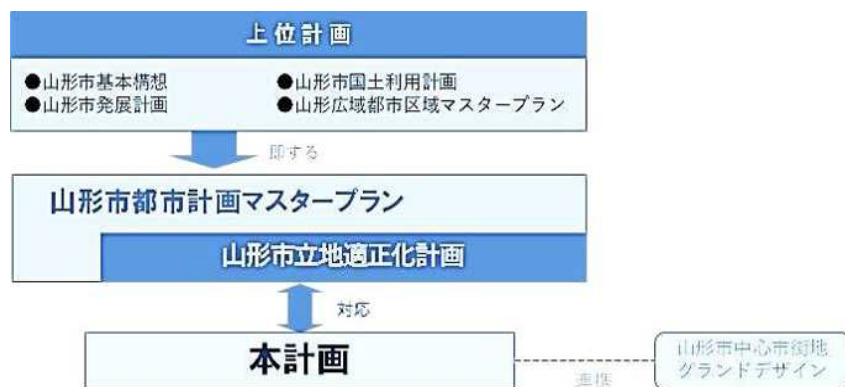 上位計画
●山形市基本構想 ●山形市国土利用計画
●山形市発展計画 ●山形広域都市区域マスタープラン
即する
山形市都市計画マスタープラン
山形市立地適正化計画
対応
本計画
連携
山形市中心市街地
グランドデザイン